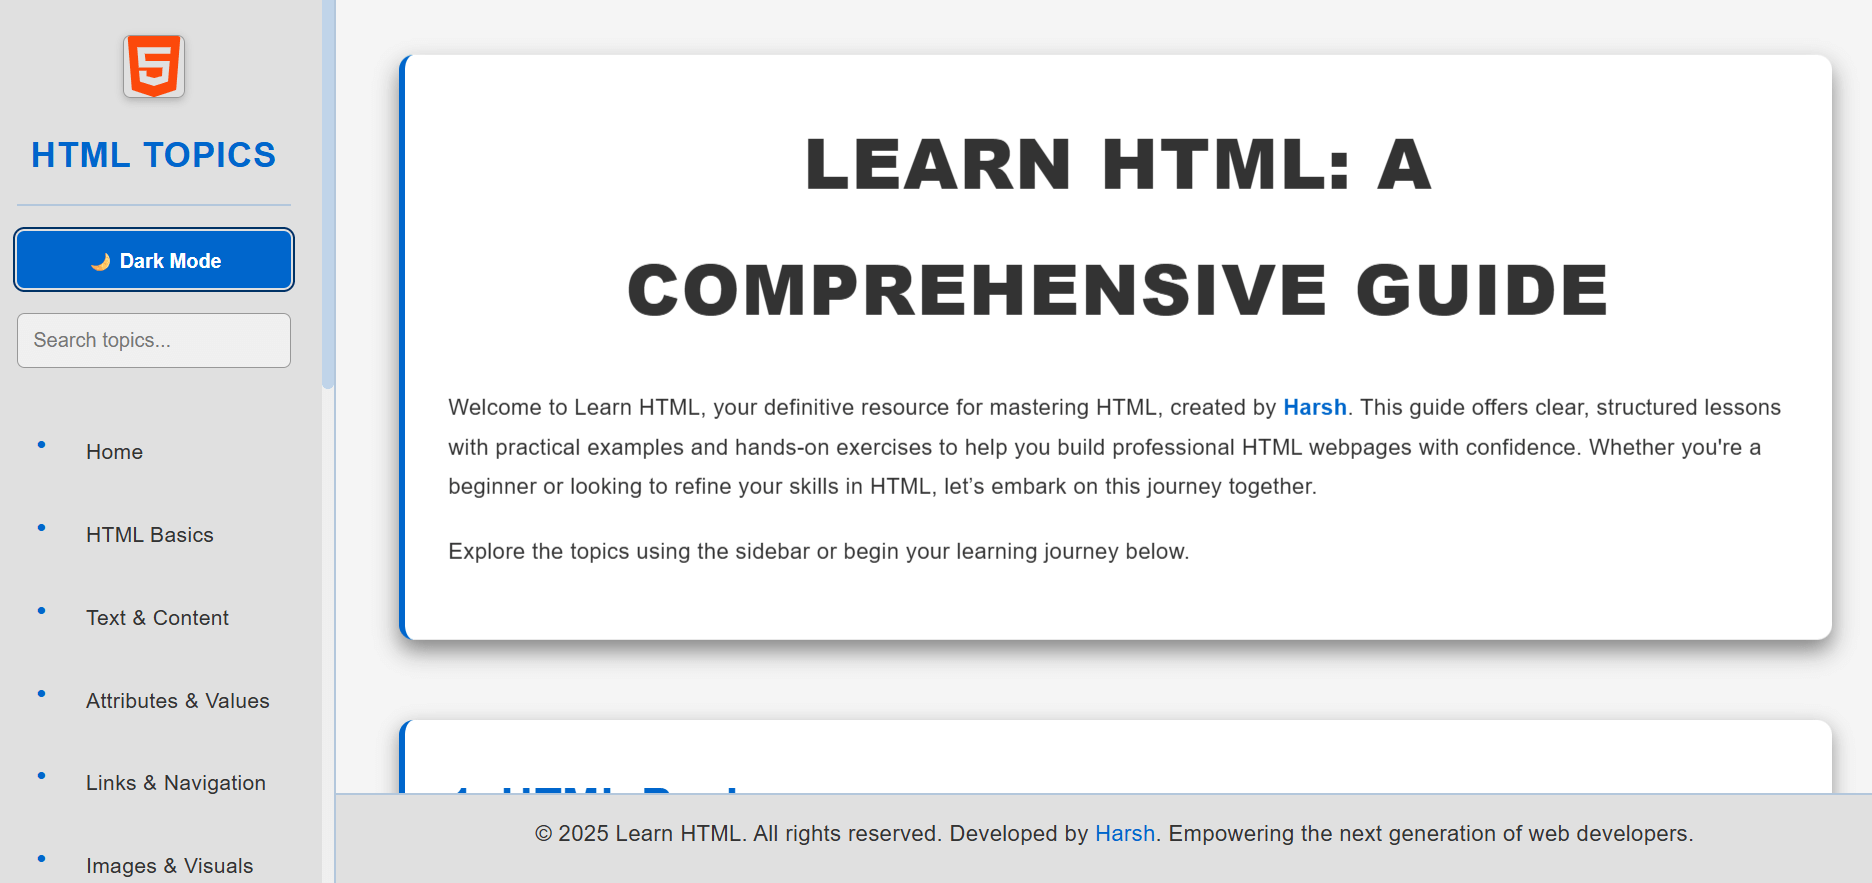 HTML TOPICS
🌙 Dark Mode
Search topics...
• Home
• HTML Basics
• Text & Content
• Attributes & Values
• Links & Navigation
• Images & Visuals
LEARN HTML: A
COMPREHENSIVE GUIDE
Welcome to Learn HTML, your definitive resource for mastering HTML, created by Harsh. This guide offers clear, structured lessons
with practical examples and hands-on exercises to help you build professional HTML webpages with confidence. Whether you're a
beginner or looking to refine your skills in HTML, let’s embark on this journey together.
Explore the topics using the sidebar or begin your learning journey below.
© 2025 Learn HTML. All rights reserved. Developed by Harsh. Empowering the next generation of web developers.